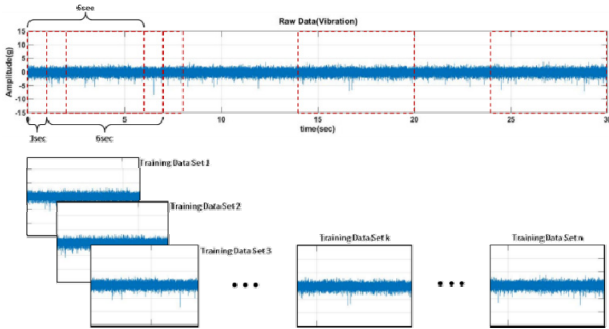 6sec
Raw Data(Vibration)
Amplitude(g)
15
10
5
0
-5
-10
-15
5
10
15
20
25
30
time(sec)
1sec
6sec
Training Data Set 1
Training Data Set 2
Training Data Set 3
Training Data Set k
Training Data Set n